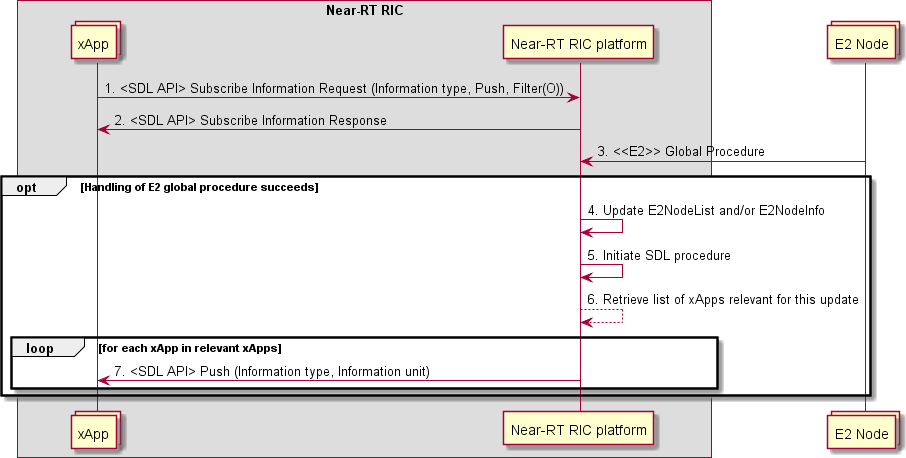 Near-RT RIC
xApp
Near-RT RIC platform
E2 Node
1. <SDL API> Subscribe Information Request (Information type, Push, Filter(O))
2. <SDL API> Subscribe Information Response
3. <<E2>> Global Procedure
opt [Handling of E2 global procedure succeeds]
4. Update E2NodeList and/or E2NodeInfo
5. Initiate SDL procedure
6. Retrieve list of xApps relevant for this update
loop [for each xApp in relevant xApps]
7. <SDL API> Push (Information type, Information unit)
xApp
Near-RT RIC platform
E2 Node